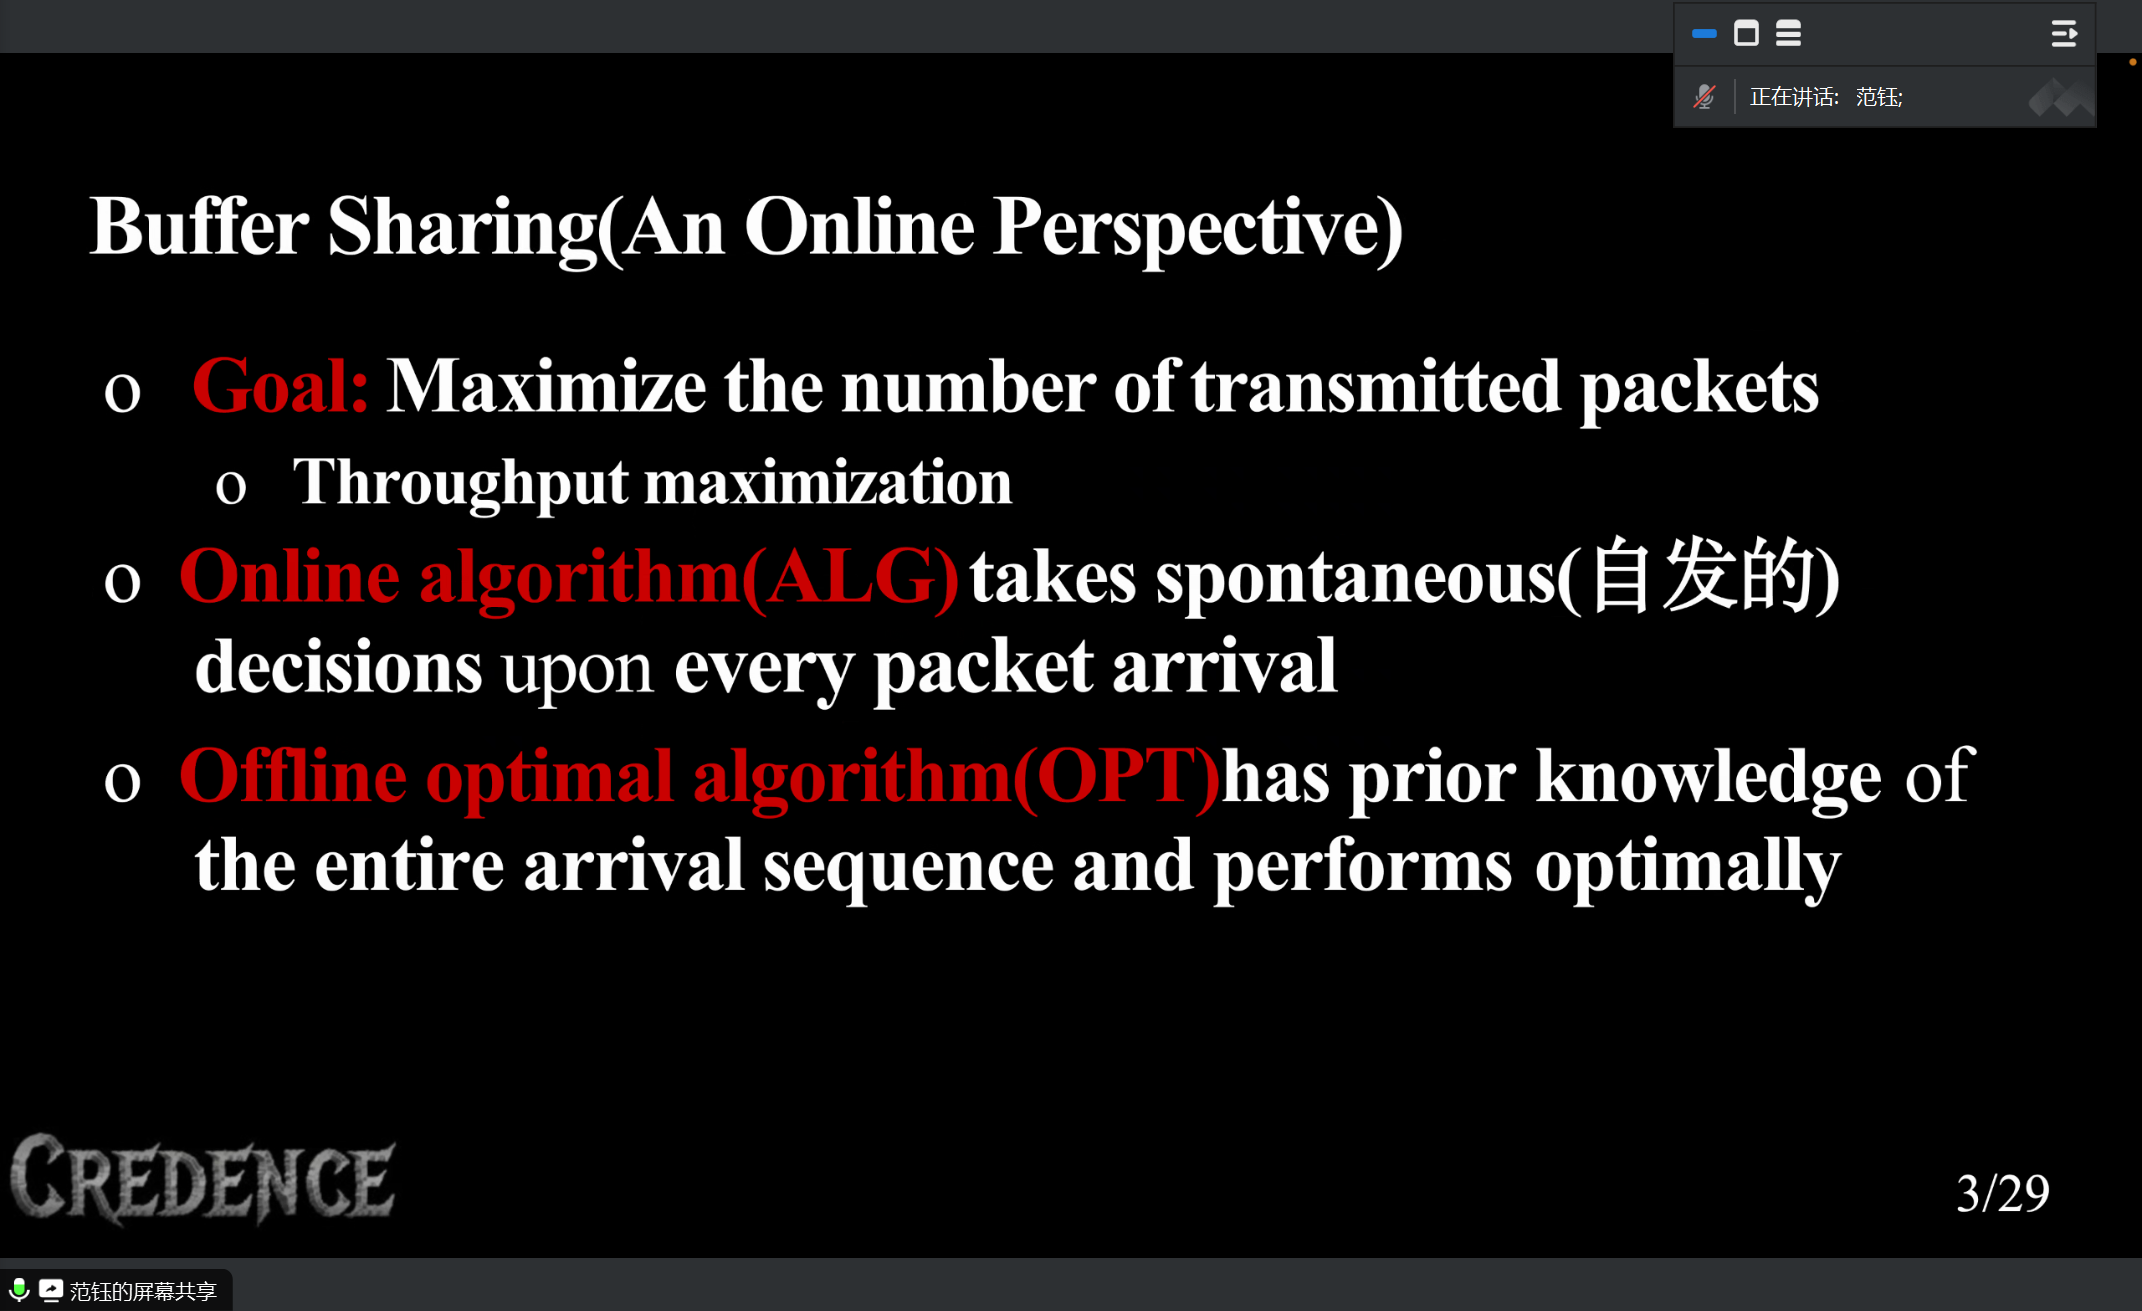 正在讲话: 范钰;
Buffer Sharing(An Online Perspective)
o Goal: Maximize the number of transmitted packets
o Throughput maximization
o Online algorithm(ALG) takes spontaneous(自发的)
decisions upon every packet arrival
o Offline optimal algorithm(OPT)has prior knowledge of
the entire arrival sequence and performs optimally
CREDENCE
3/29
范钰的屏幕共享